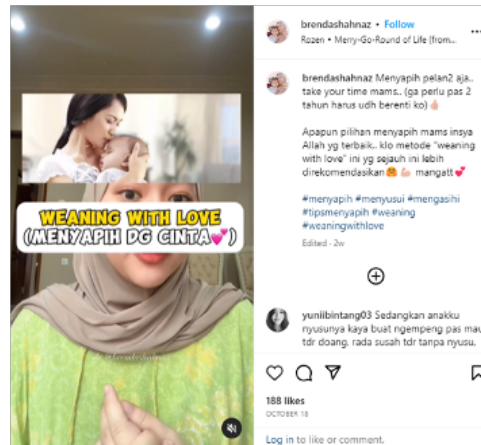 brendashahnaz • Follow
Rozen • Merry-Go-Round of Life (from...
brendashahnaz Menyapih pelan2 aja..
take your time mams.. (ga perlu pas 2
tahun harus udh berenti ko)
Apapun pilihan menyapih mams insya
Allah yg terbaik.. klo metode "weaning
with love" ini yg sejauh ini lebih
direkomendasikan 🤗 💪 mangatt 💕
#menyapih #menyusui #mengasihi
#tipsmenyapih #weaning
#weaningwithlove
Edited · 2w
WEANING WITH LOVE
(MENYAPIH DG CINTA💕)
yuniibintang03 Sedangkan anakku
nyusunya kaya buat ngempeng pas mau
tdr doang. rada susah tdr tanpa nyusu.
188 likes
OCTOBER 18
Log in to like or comment.